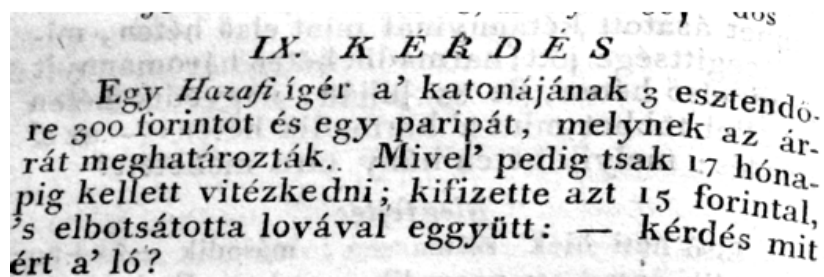 IX. KÉRDÉS
Egy Hazafi ígér a' katonájának 3 esztendő-
re 300 forintot és egy paripát, melynek az ár-
rát meghatározták. Mivel' pedig tsak 17 hóna-
pig kellett vitézkedni; kifizette azt 15 forintal,
's elbotsátotta lovával eggyütt: — kérdés mit
ért a' ló?